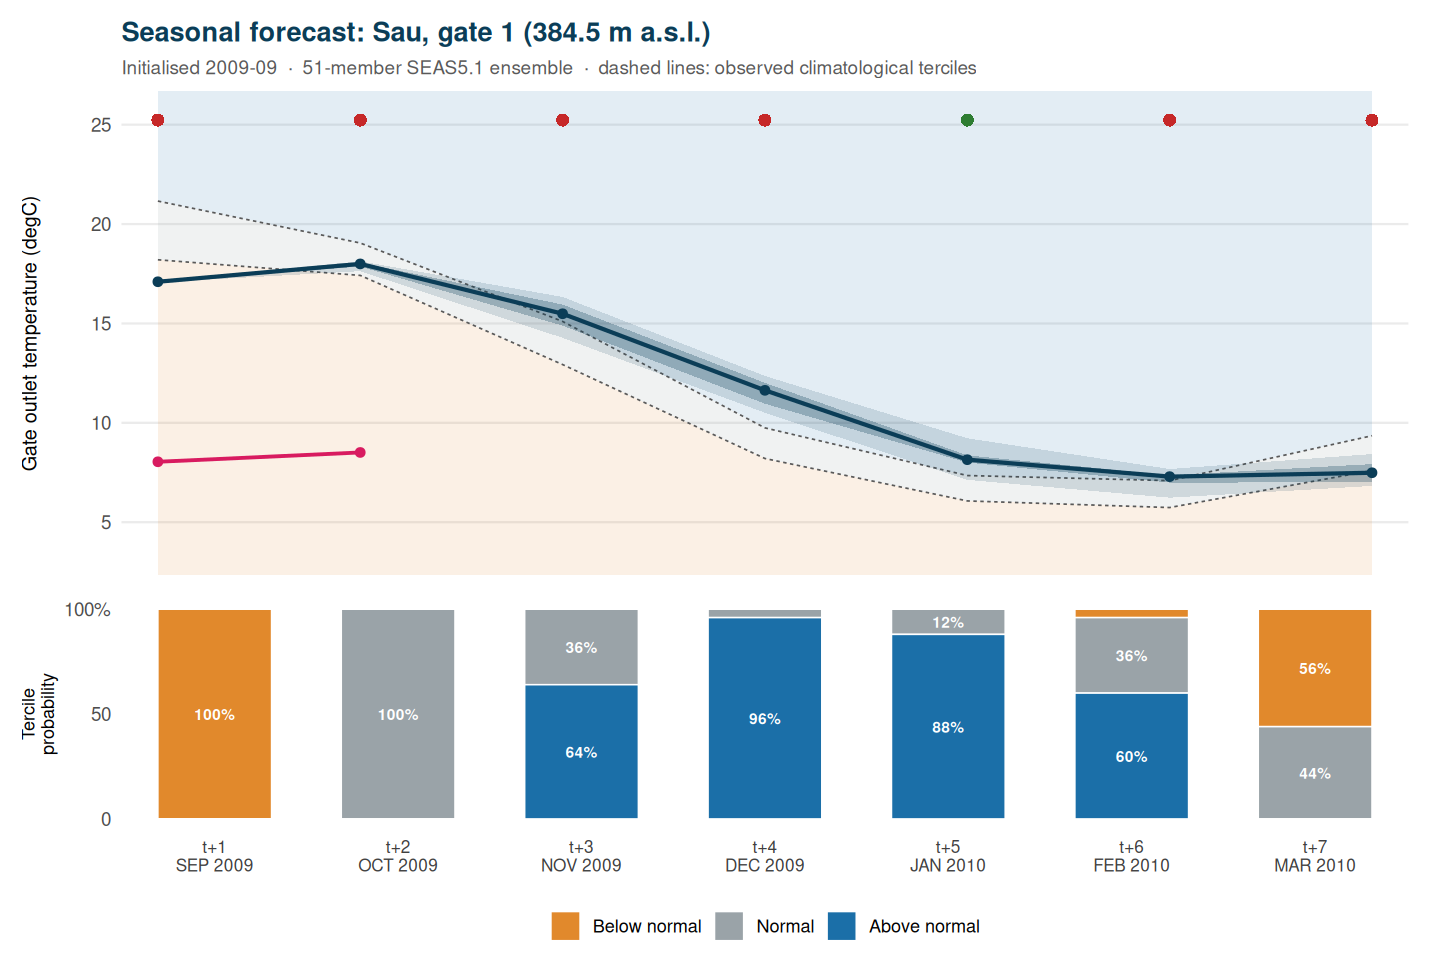 Seasonal forecast: Sau, gate 1 (384.5 m a.s.l.)
Initialised 2009-09 · 51-member SEAS5.1 ensemble · dashed lines: observed climatological terciles
Gate outlet temperature (degC)
25
20
15
10
5
Tercile
probability
100%
50
0
100%
100%
36%
64%
96%
12%
88%
36%
60%
56%
44%
t+1
SEP 2009
t+2
OCT 2009
t+3
NOV 2009
t+4
DEC 2009
t+5
JAN 2010
t+6
FEB 2010
t+7
MAR 2010
Below normal
Normal
Above normal